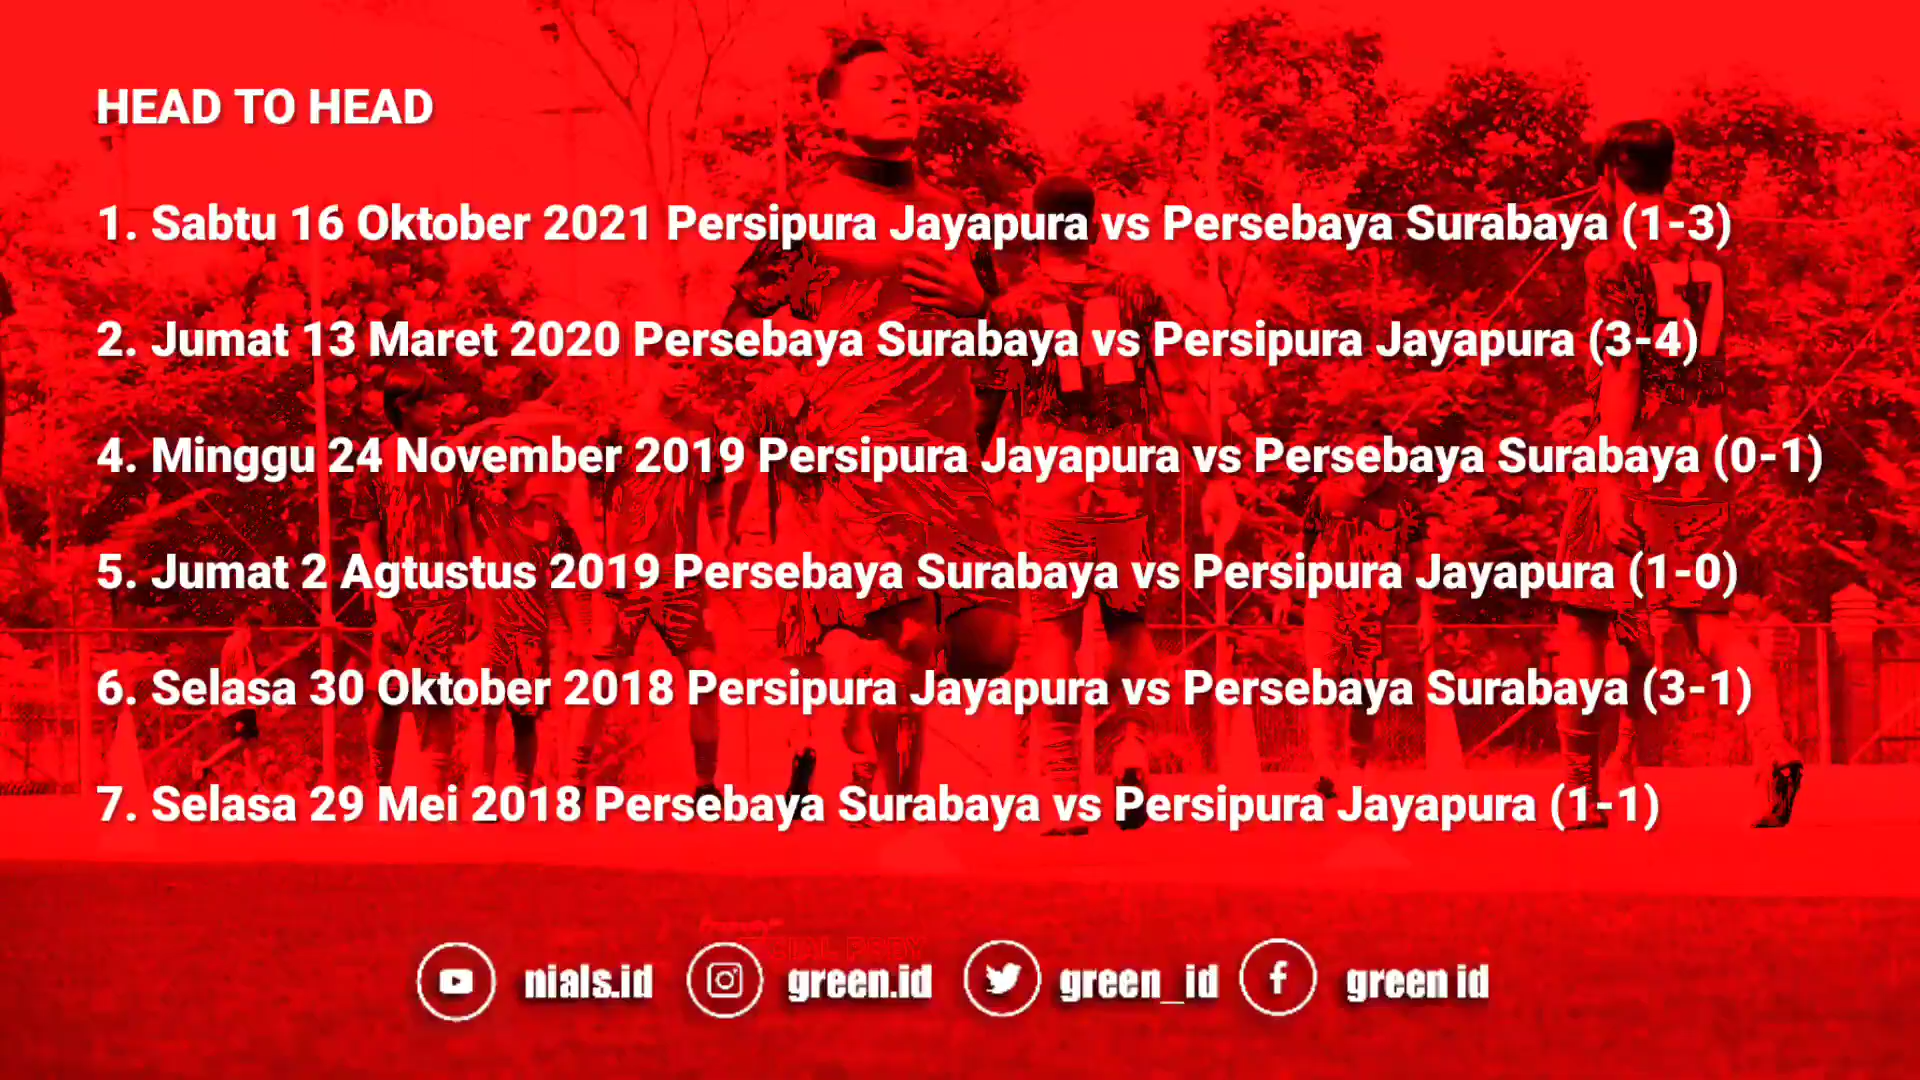 HEAD TO HEAD
1. Sabtu 16 Oktober 2021 Persipura Jayapura vs Persebaya Surabaya (1-3)
2. Jumat 13 Maret 2020 Persebaya Surabaya vs Persipura Jayapura (3-4)
4. Minggu 24 November 2019 Persipura Jayapura vs Persebaya Surabaya (0-1)
5. Jumat 2 Agtustus 2019 Persebaya Surabaya vs Persipura Jayapura (1-0)
6. Selasa 30 Oktober 2018 Persipura Jayapura vs Persebaya Surabaya (3-1)
7. Selasa 29 Mei 2018 Persebaya Surabaya vs Persipura Jayapura (1-1)
nials.id green.id green_id green id